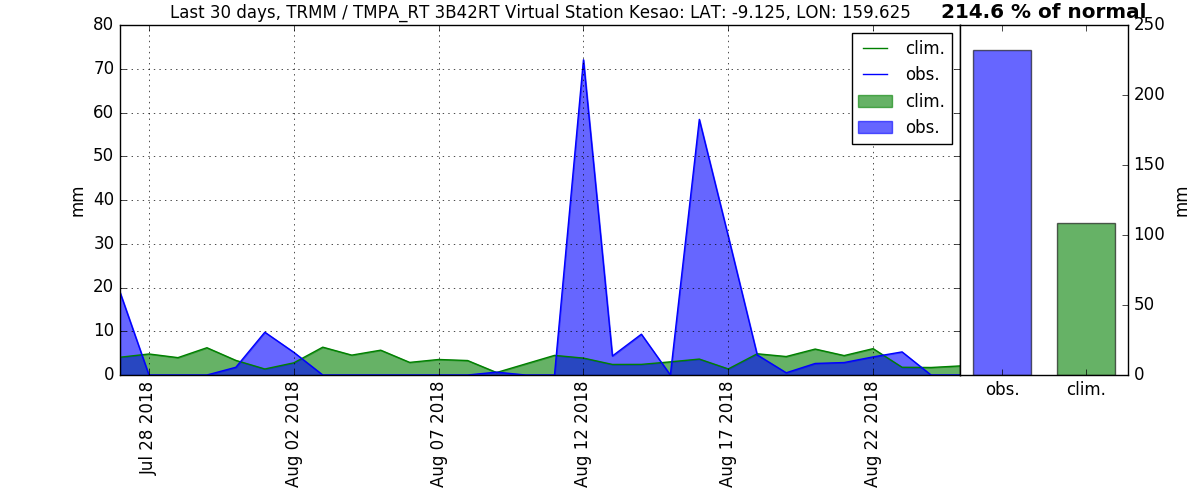 Last 30 days, TRMM / TMPA_RT 3B42RT Virtual Station Kesao: LAT: -9.125, LON: 159.625
214.6 % of normal
80
70
60
50
40
30
20
10
0
mm
clim.
obs.
clim.
obs.
Jul 28 2018
Aug 02 2018
Aug 07 2018
Aug 12 2018
Aug 17 2018
Aug 22 2018
250
200
150
100
50
0
mm
obs.
clim.